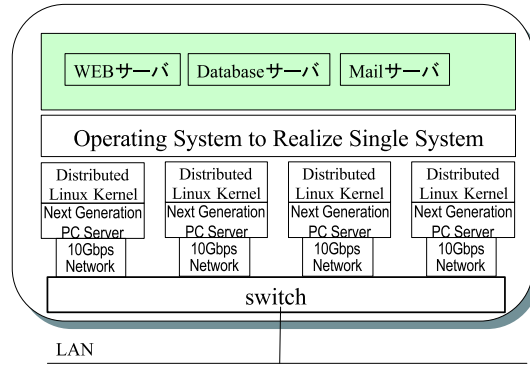 WEBサーバ Databaseサーバ Mailサーバ
Operating System to Realize Single System
Distributed Linux Kernel
Next Generation PC Server
10Gbps Network
Distributed Linux Kernel
Next Generation PC Server
10Gbps Network
Distributed Linux Kernel
Next Generation PC Server
10Gbps Network
Distributed Linux Kernel
Next Generation PC Server
10Gbps Network
switch
LAN